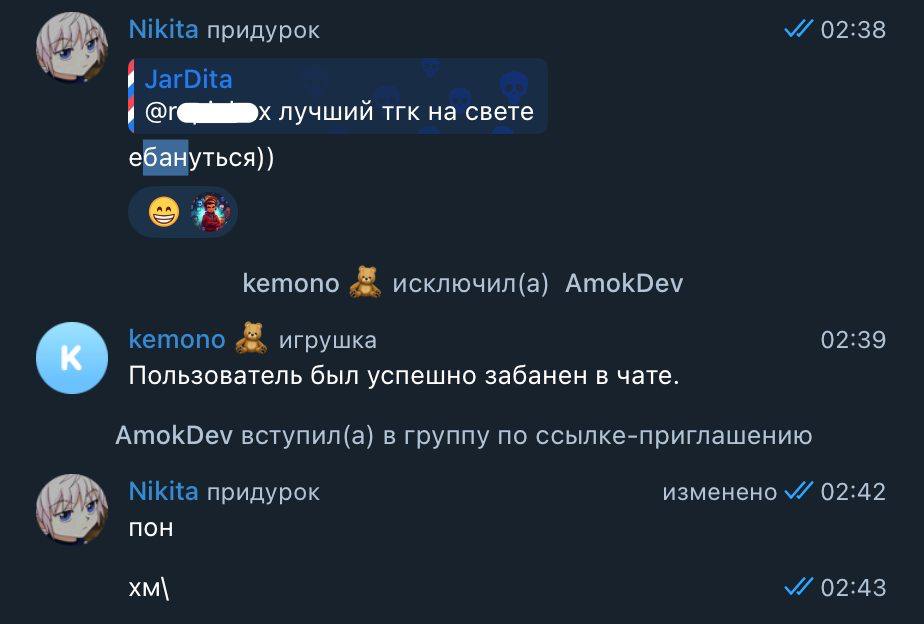 Nikita придурок 02:38
JarDita
лучший тгк на свете
ебануться))
kemono исключил(а) AmokDev
K
kemono игрушка 02:39
Пользователь был успешно забанен в чате.
AmokDev вступил(а) в группу по ссылке-приглашению
Nikita придурок изменено 02:42
пон
хм\ 02:43